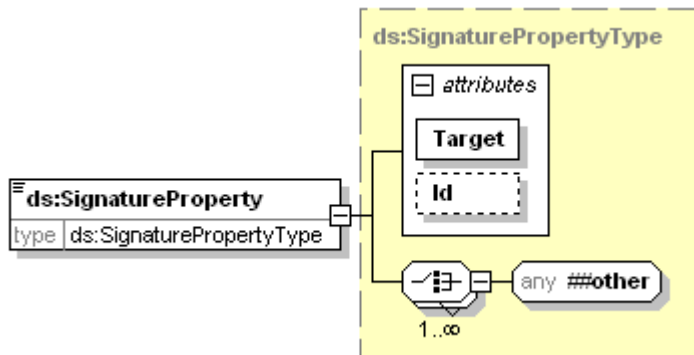 ds:SignaturePropertyType
attributes
Target
Id
ds:SignatureProperty
type ds:SignaturePropertyType
any ##other
1..∞